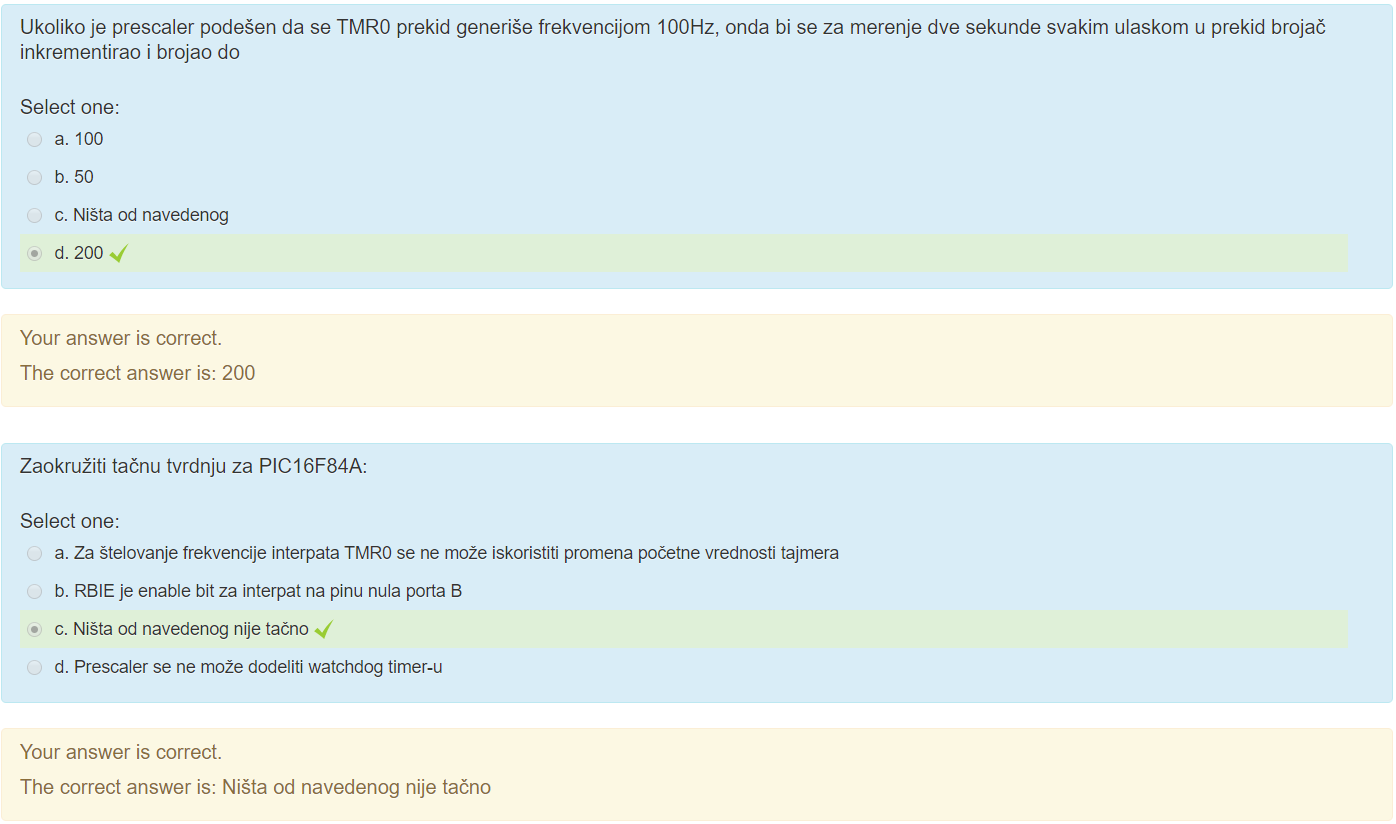 Ukoliko je prescaler podešen da se TMR0 prekid generiše frekvencijom 100Hz, onda bi se za merenje dve sekunde svakim ulaskom u prekid brojač
inkrementirao i brojao do
Select one:
a. 100
b. 50
c. Ništa od navedenog
d. 200
Your answer is correct.
The correct answer is: 200
Zaokružiti tačnu tvrdnju za PIC16F84A:
Select one:
a. Za štelovanje frekvencije interpata TMR0 se ne može iskoristiti promena početne vrednosti tajmera
b. RBIE je enable bit za interpat na pinu nula porta B
c. Ništa od navedenog nije tačno
d. Prescaler se ne može dodeliti watchdog timer-u
Your answer is correct.
The correct answer is: Ništa od navedenog nije tačno